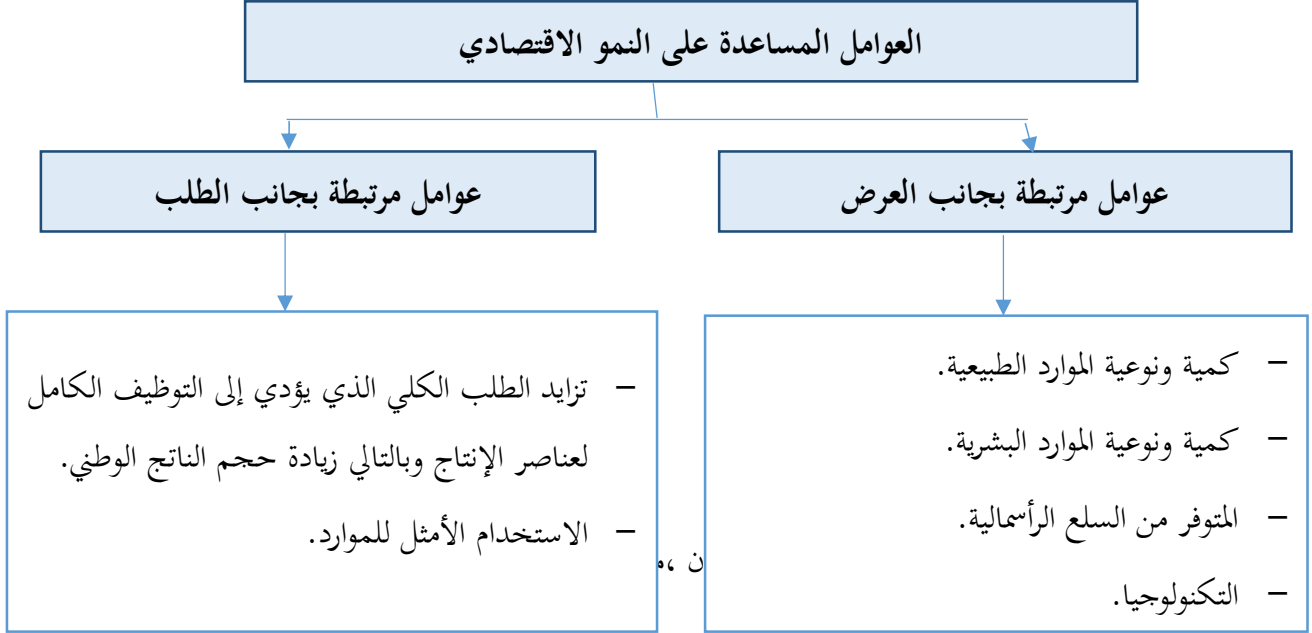 العوامل المساعدة على النمو الاقتصادي
عوامل مرتبطة بجانب العرض
عوامل مرتبطة بجانب الطلب
– كمية ونوعية الموارد الطبيعية.
– كمية ونوعية الموارد البشرية.
– المتوفر من السلع الرأسمالية.
– التكنولوجيا.
– تزايد الطلب الكلي الذي يؤدي إلى التوظيف الكامل
لعناصر الإنتاج وبالتالي زيادة حجم الناتج الوطني.
– الاستخدام الأمثل للموارد.